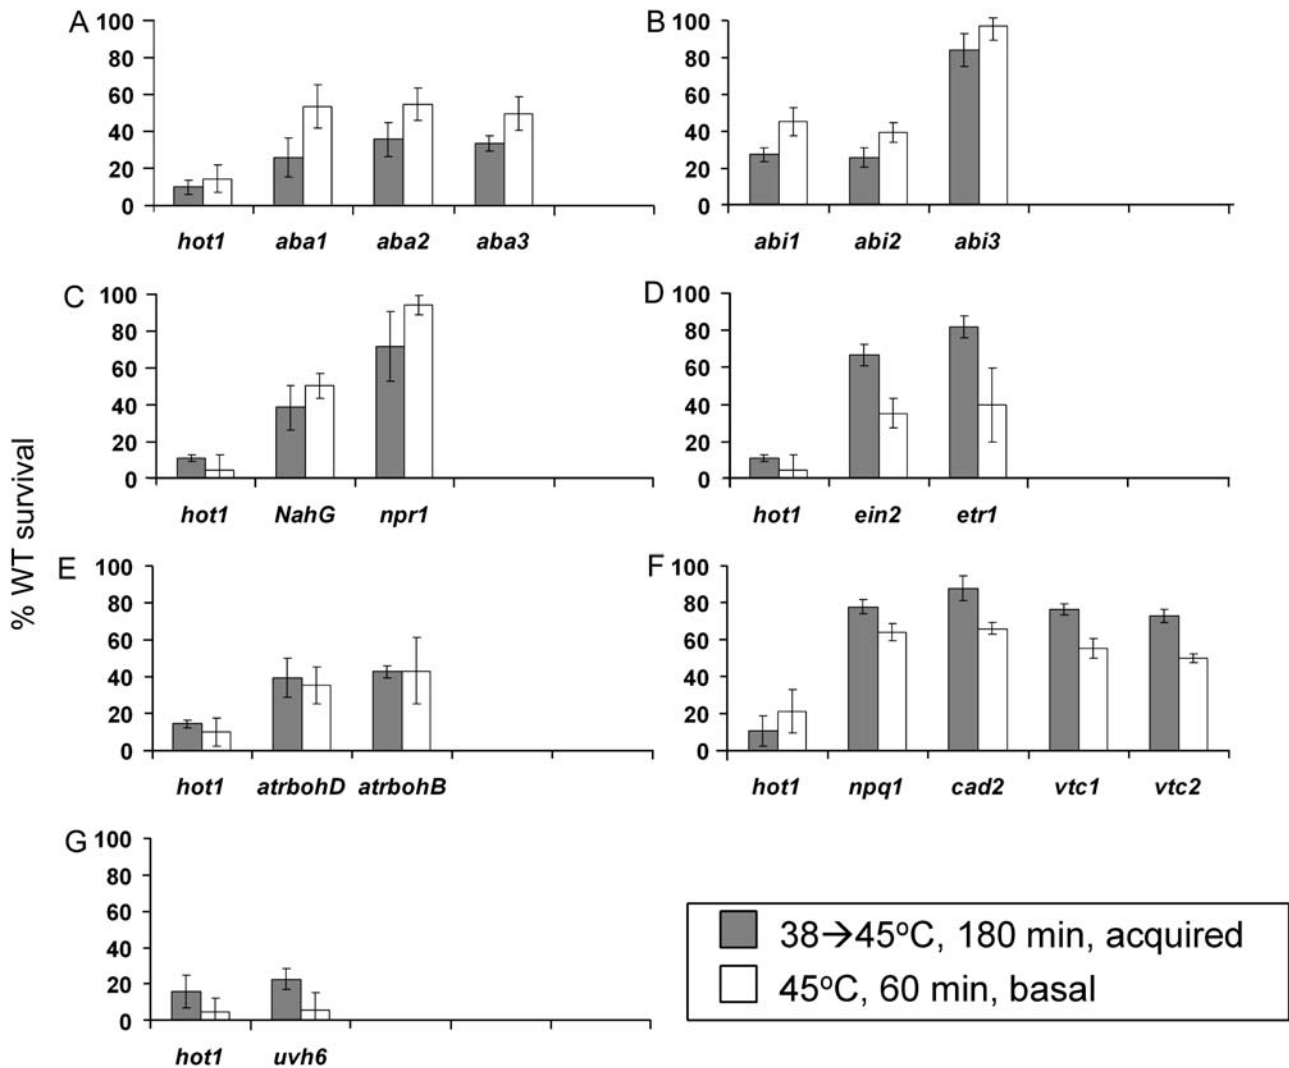 % WT survival
A
100
80
60
40
20
0
hot1 aba1 aba2 aba3
B
100
80
60
40
20
0
abi1 abi2 abi3
C
100
80
60
40
20
0
hot1 NahG npr1
D
100
80
60
40
20
0
hot1 ein2 etr1
E
100
80
60
40
20
0
hot1 atrbohD atrbohB
F
100
80
60
40
20
0
hot1 npq1 cad2 vtc1 vtc2
G
100
80
60
40
20
0
hot1 uvh6
38→45°C, 180 min, acquired
45°C, 60 min, basal